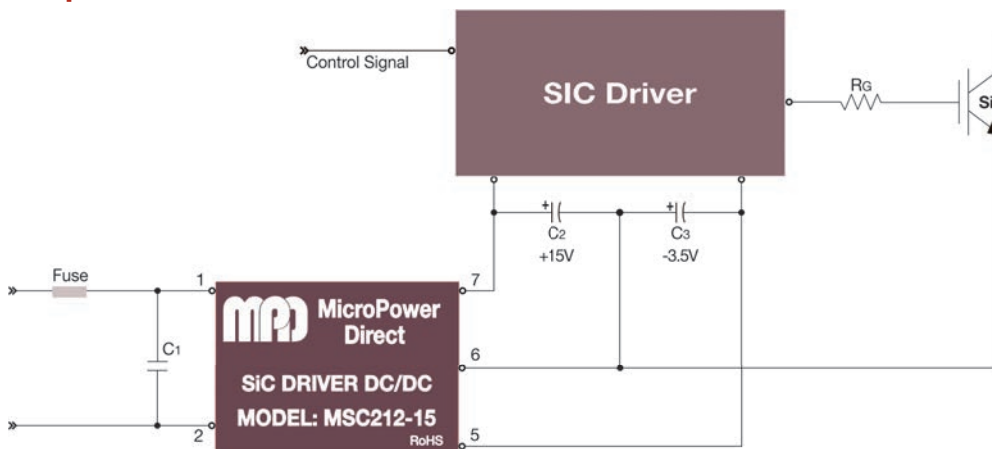 Control Signal
SIC Driver
RG
C2
+15V
C3
-3.5V
Fuse
C1
1
2
7
6
5
MPD
MicroPower
Direct
SiC DRIVER DC/DC
MODEL: MSC212-15
RoHS
+
+